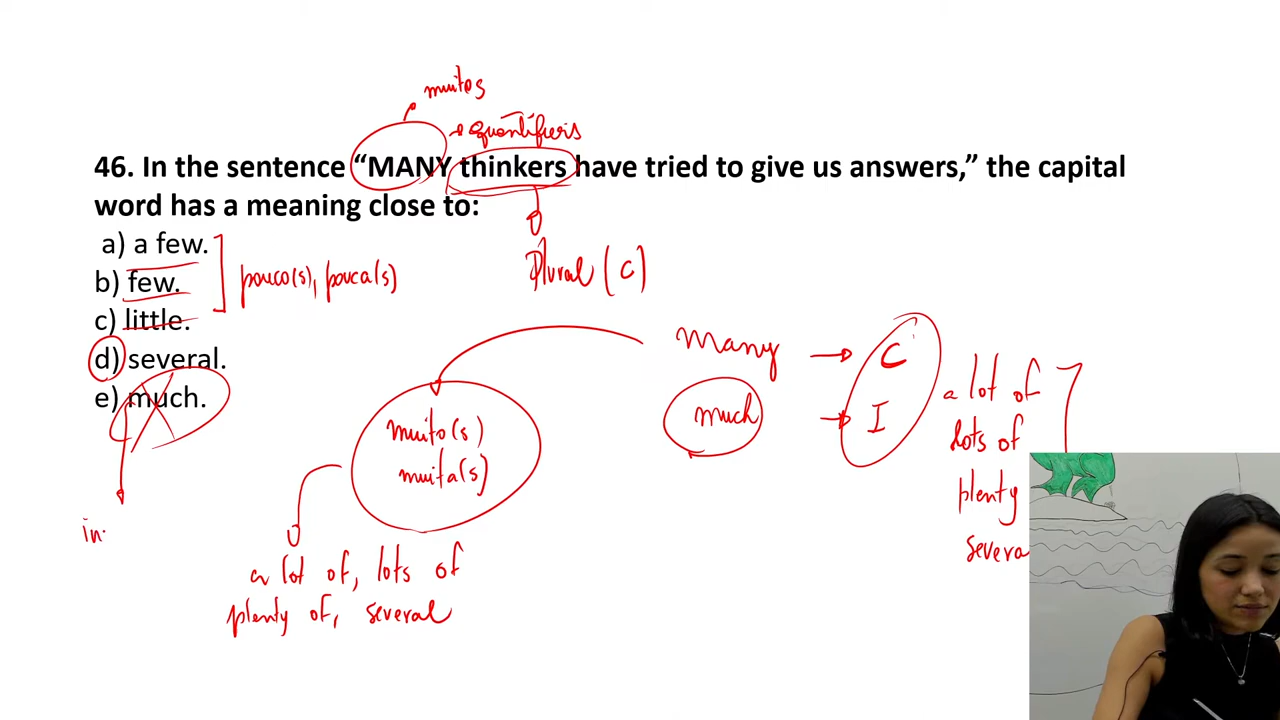 muitos
quantifiers
46. In the sentence “MANY thinkers have tried to give us answers,” the capital
word has a meaning close to:
a) a few.
b) few.
c) little.
d) several.
e) much.
pouco(s), pouca(s)
Plural (C)
Many → C
much → I
a lot of
lots of
plenty
severa
muito(s)
muita(s)
in
a lot of, lots of
plenty of, several